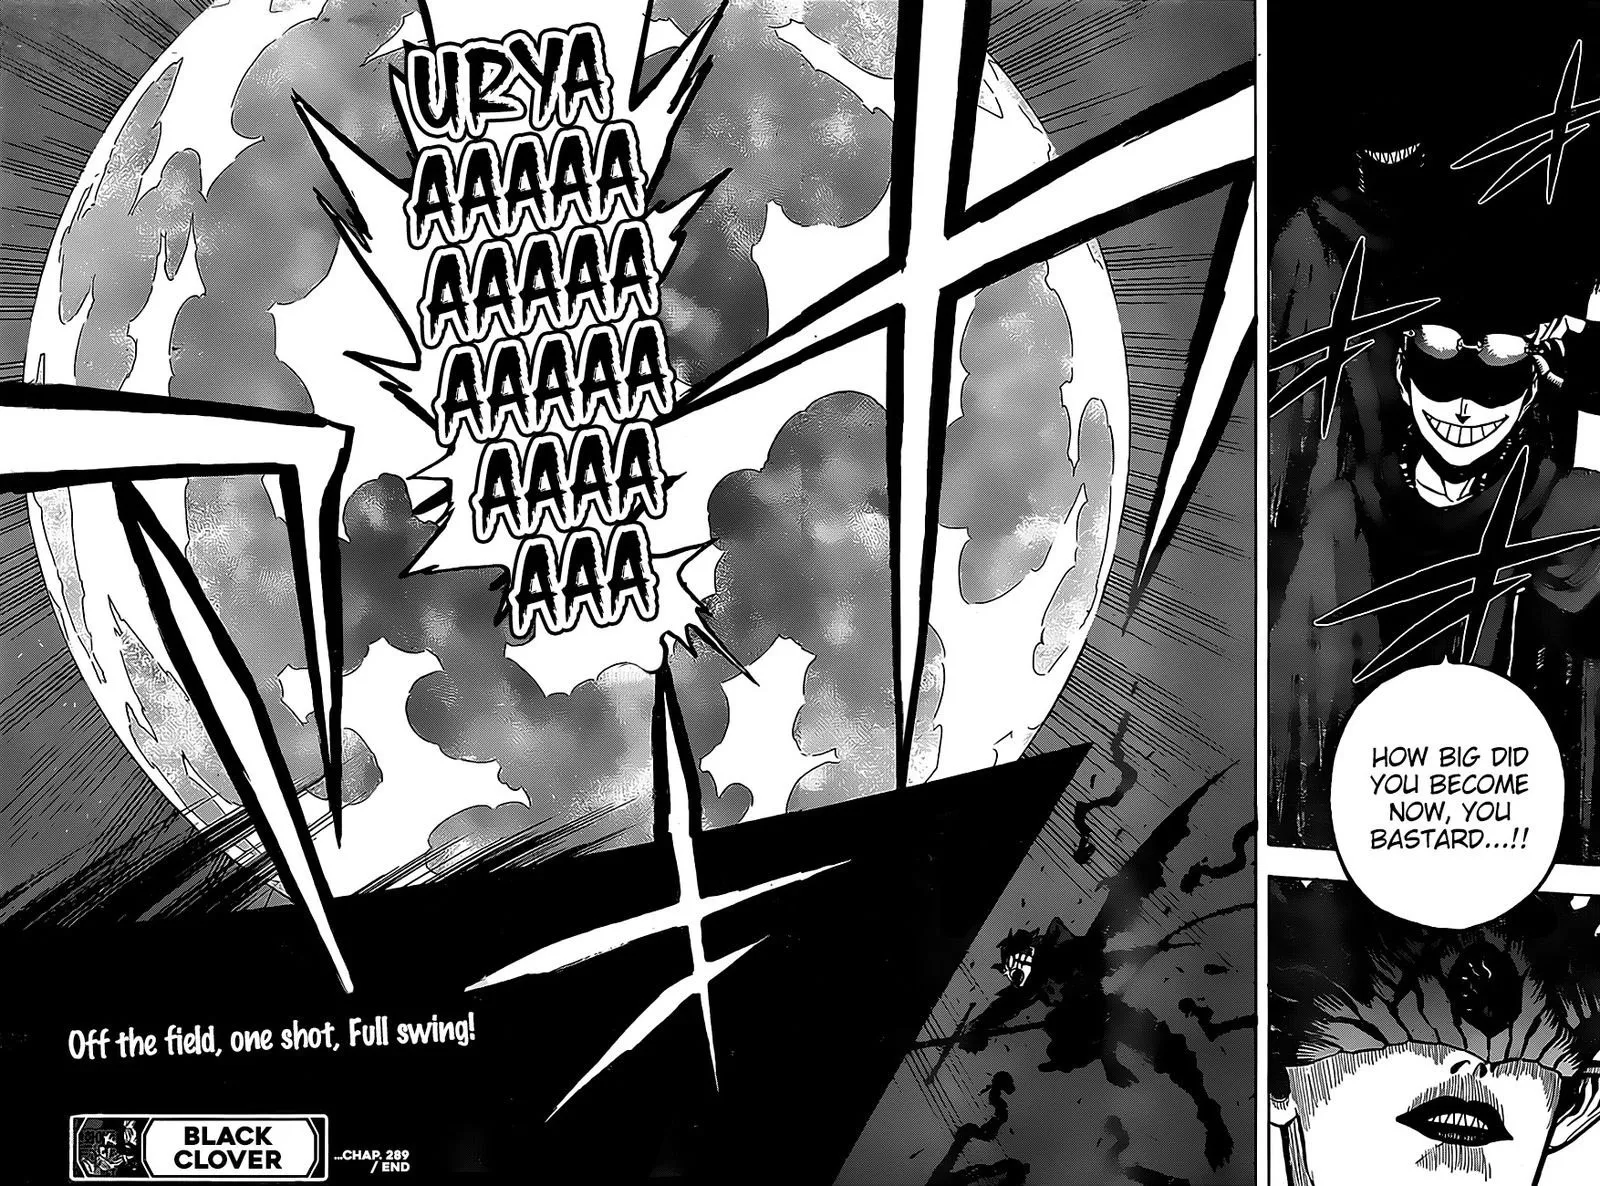 HOW BIG DID
YOU BECOME
NOW, YOU
BASTARD...!!
URYA
AAAAA
AAAAA
AAAAA
AAAA
AAA
Off the field, one shot, Full swing!
BLACK
CLOVER
...CHAP. 289
/ END